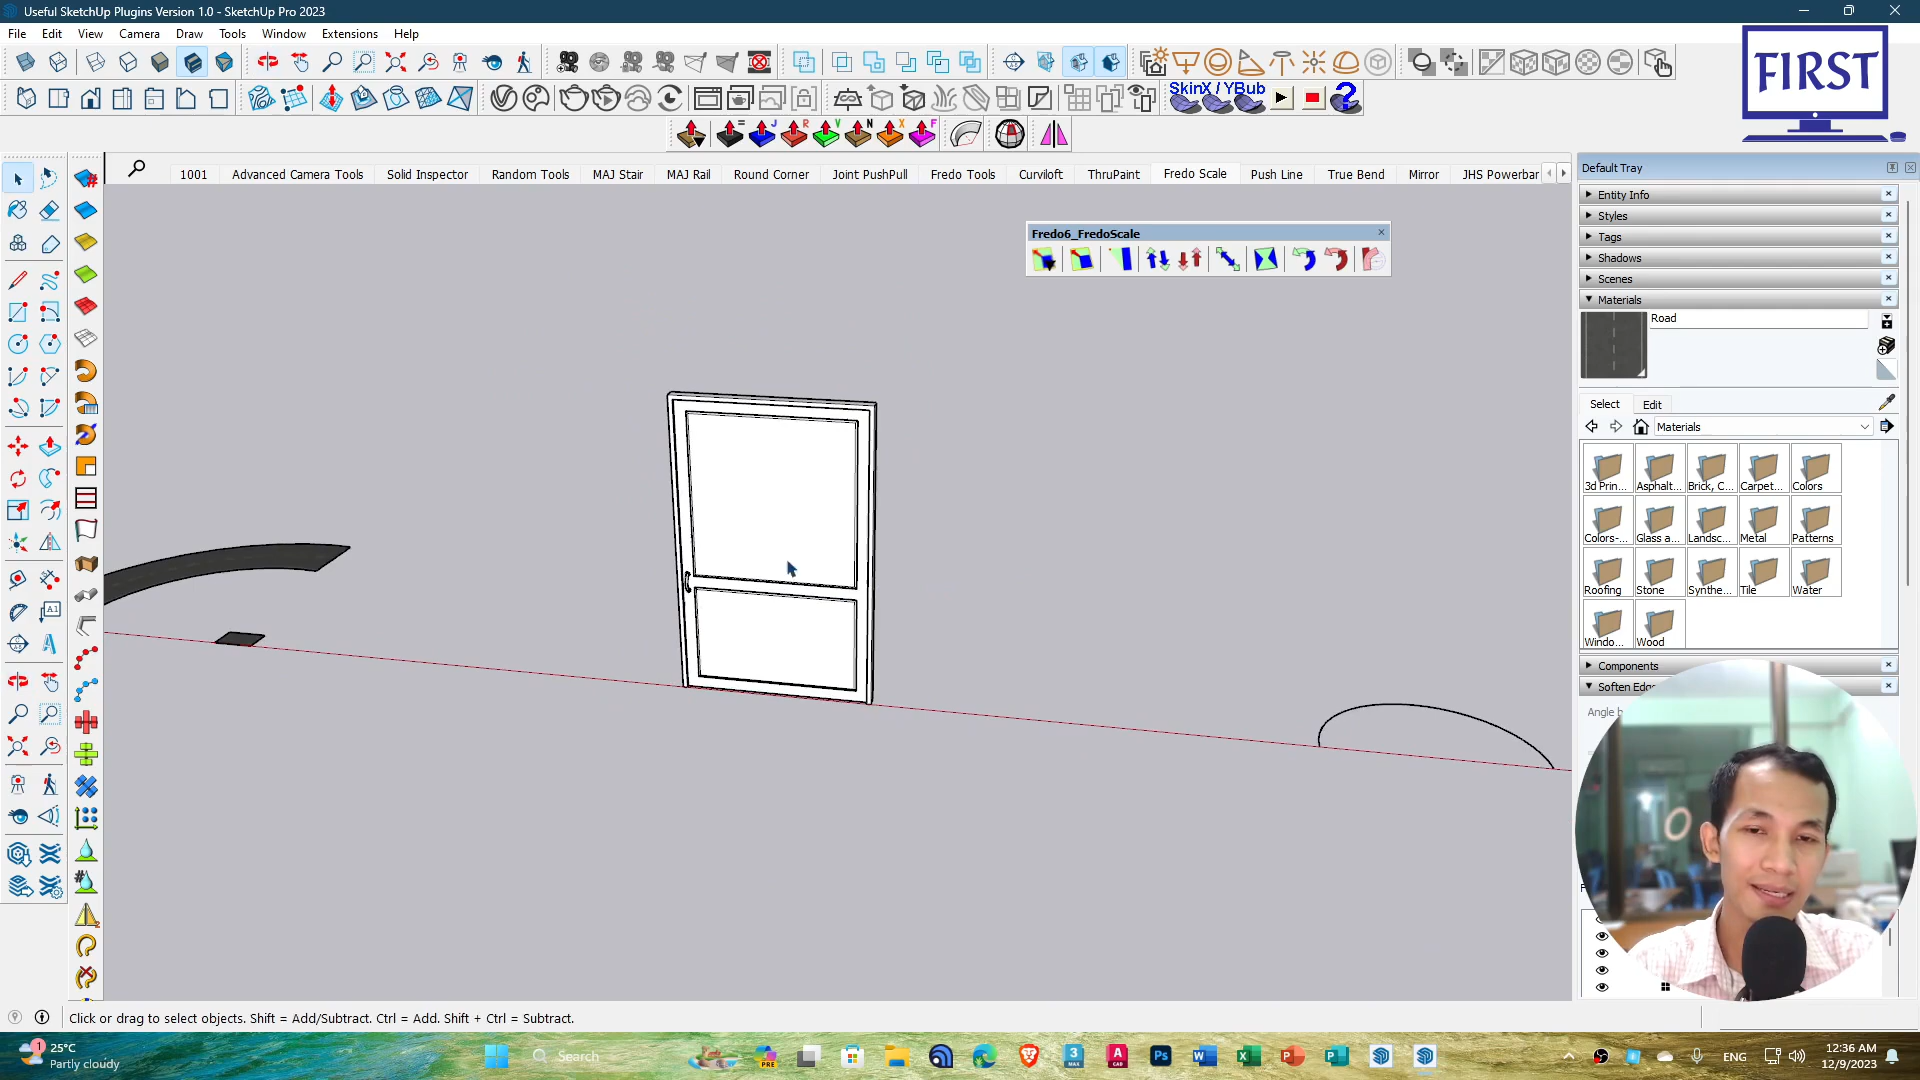 Useful SketchUp Plugins Version 1.0 - SketchUp Pro 2023
File Edit View Camera Draw Tools Window Extensions Help
FIRST
SkinX / YBub
= J R V N X F
1001 Advanced Camera Tools Solid Inspector Random Tools MAJ Stair MAJ Rail Round Corner Joint PushPull Fredo Tools Curviloft ThruPaint Fredo Scale Push Line True Bend Mirror JHS Powerbar
Default Tray
Entity Info
Styles
Tags
Shadows
Scenes
Materials
Road
Select Edit
Materials
3d Prin... Asphalt... Brick, C... Carpet... Colors
Colors-... Glass a... Landsc... Metal Patterns
Roofing Stone Synthe... Tile Water
Windo... Wood
Components
Soften Edg
Angle b
Fredo6_FredoScale
Click or drag to select objects. Shift = Add/Subtract. Ctrl = Add. Shift + Ctrl = Subtract.
1 25°C
Partly cloudy
Search
PRE
ENG
12:36 AM
12/9/2023